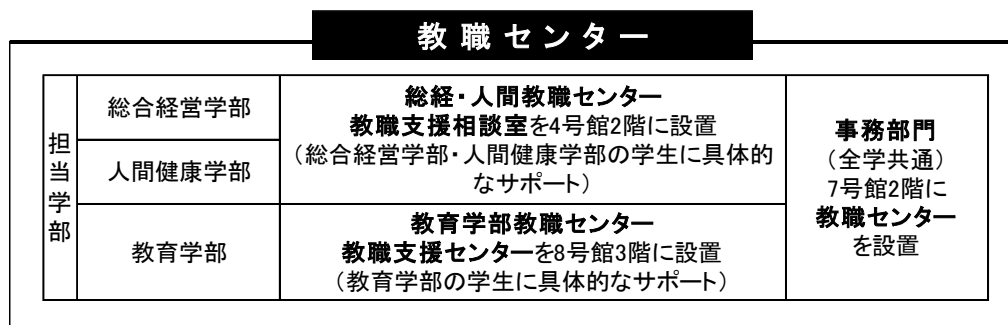 教職センター
担当学部
総合経営学部
人間健康学部
総経・人間教職センター
教職支援相談室を4号館2階に設置
（総合経営学部・人間健康学部の学生に具体的
なサポート）
教育学部
教育学部教職センター
教職支援センターを8号館3階に設置
（教育学部の学生に具体的なサポート）
事務部門
（全学共通）
7号館2階に
教職センター
を設置